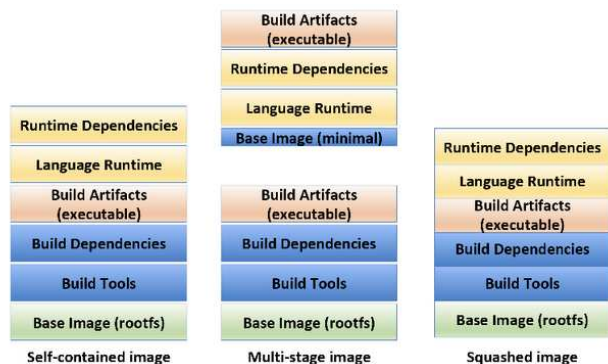 Build Artifacts
(executable)
Runtime Dependencies
Language Runtime
Base Image (minimal)
Runtime Dependencies
Language Runtime
Build Artifacts
(executable)
Build Dependencies
Build Tools
Base Image (rootfs)
Self-contained image
Build Artifacts
(executable)
Build Dependencies
Build Tools
Base Image (rootfs)
Multi-stage image
Runtime Dependencies
Language Runtime
Build Artifacts
(executable)
Build Dependencies
Build Tools
Base Image (rootfs)
Squashed image